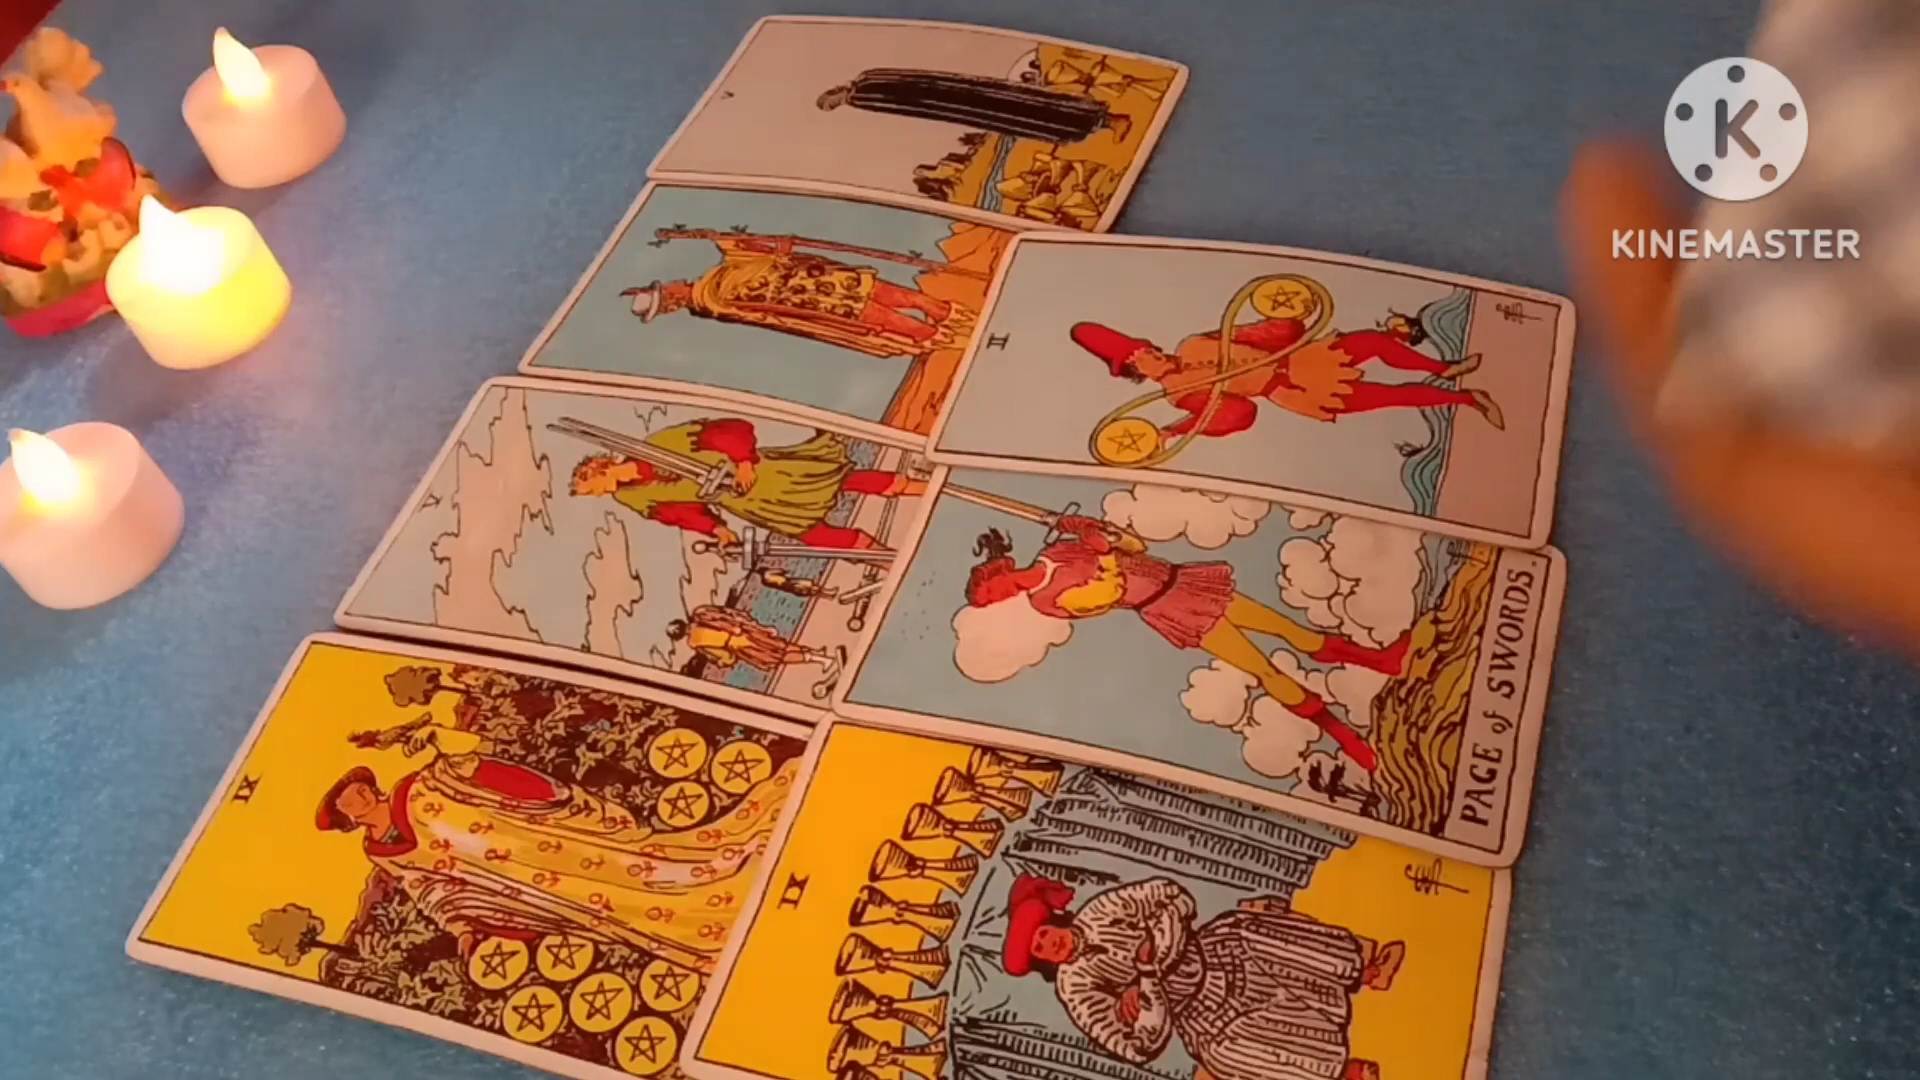 K
KINEMASTER
V
II
V
PAGE of SWORDS.
IX
IX